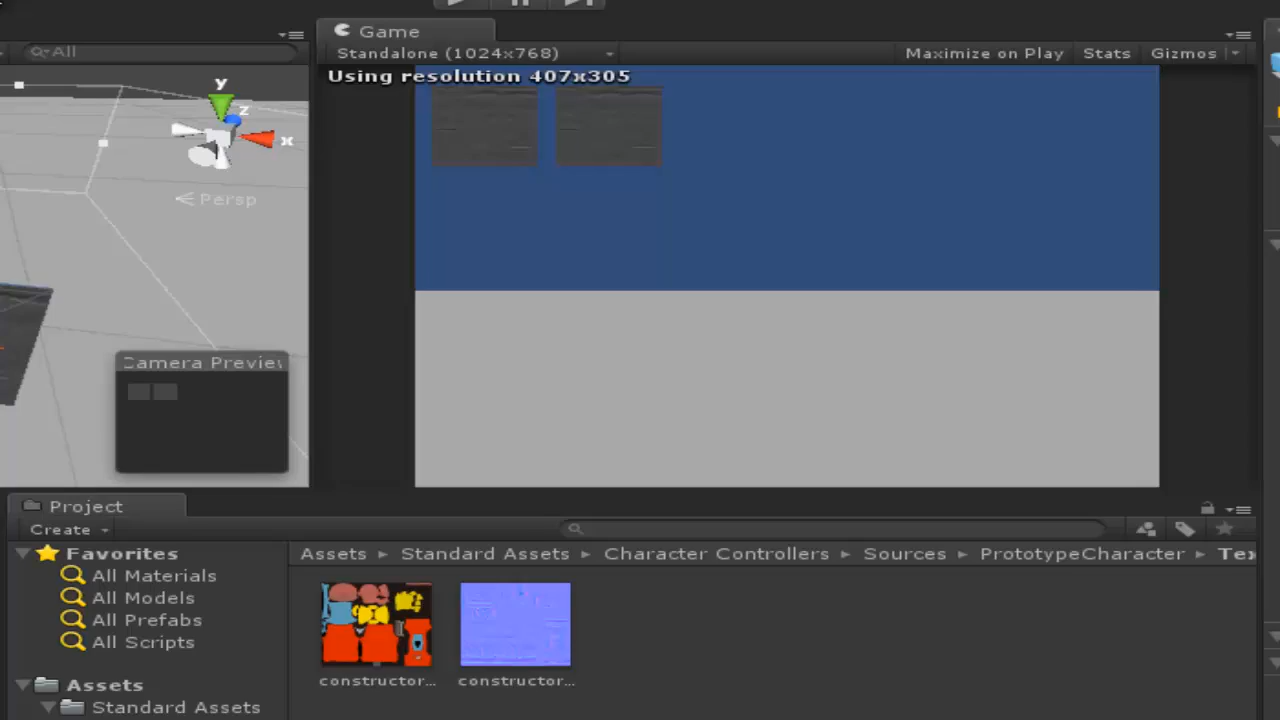 Game
All
Standalone (1024x768)
Maximize on Play Stats Gizmos
Using resolution 407x305
y
z
x
Persp
Camera Preview
Project
Create
Favorites
Assets Standard Assets Character Controllers Sources PrototypeCharacter Tex
All Materials
All Models
All Prefabs
All Scripts
constructor... constructor...
Assets
Standard Assets